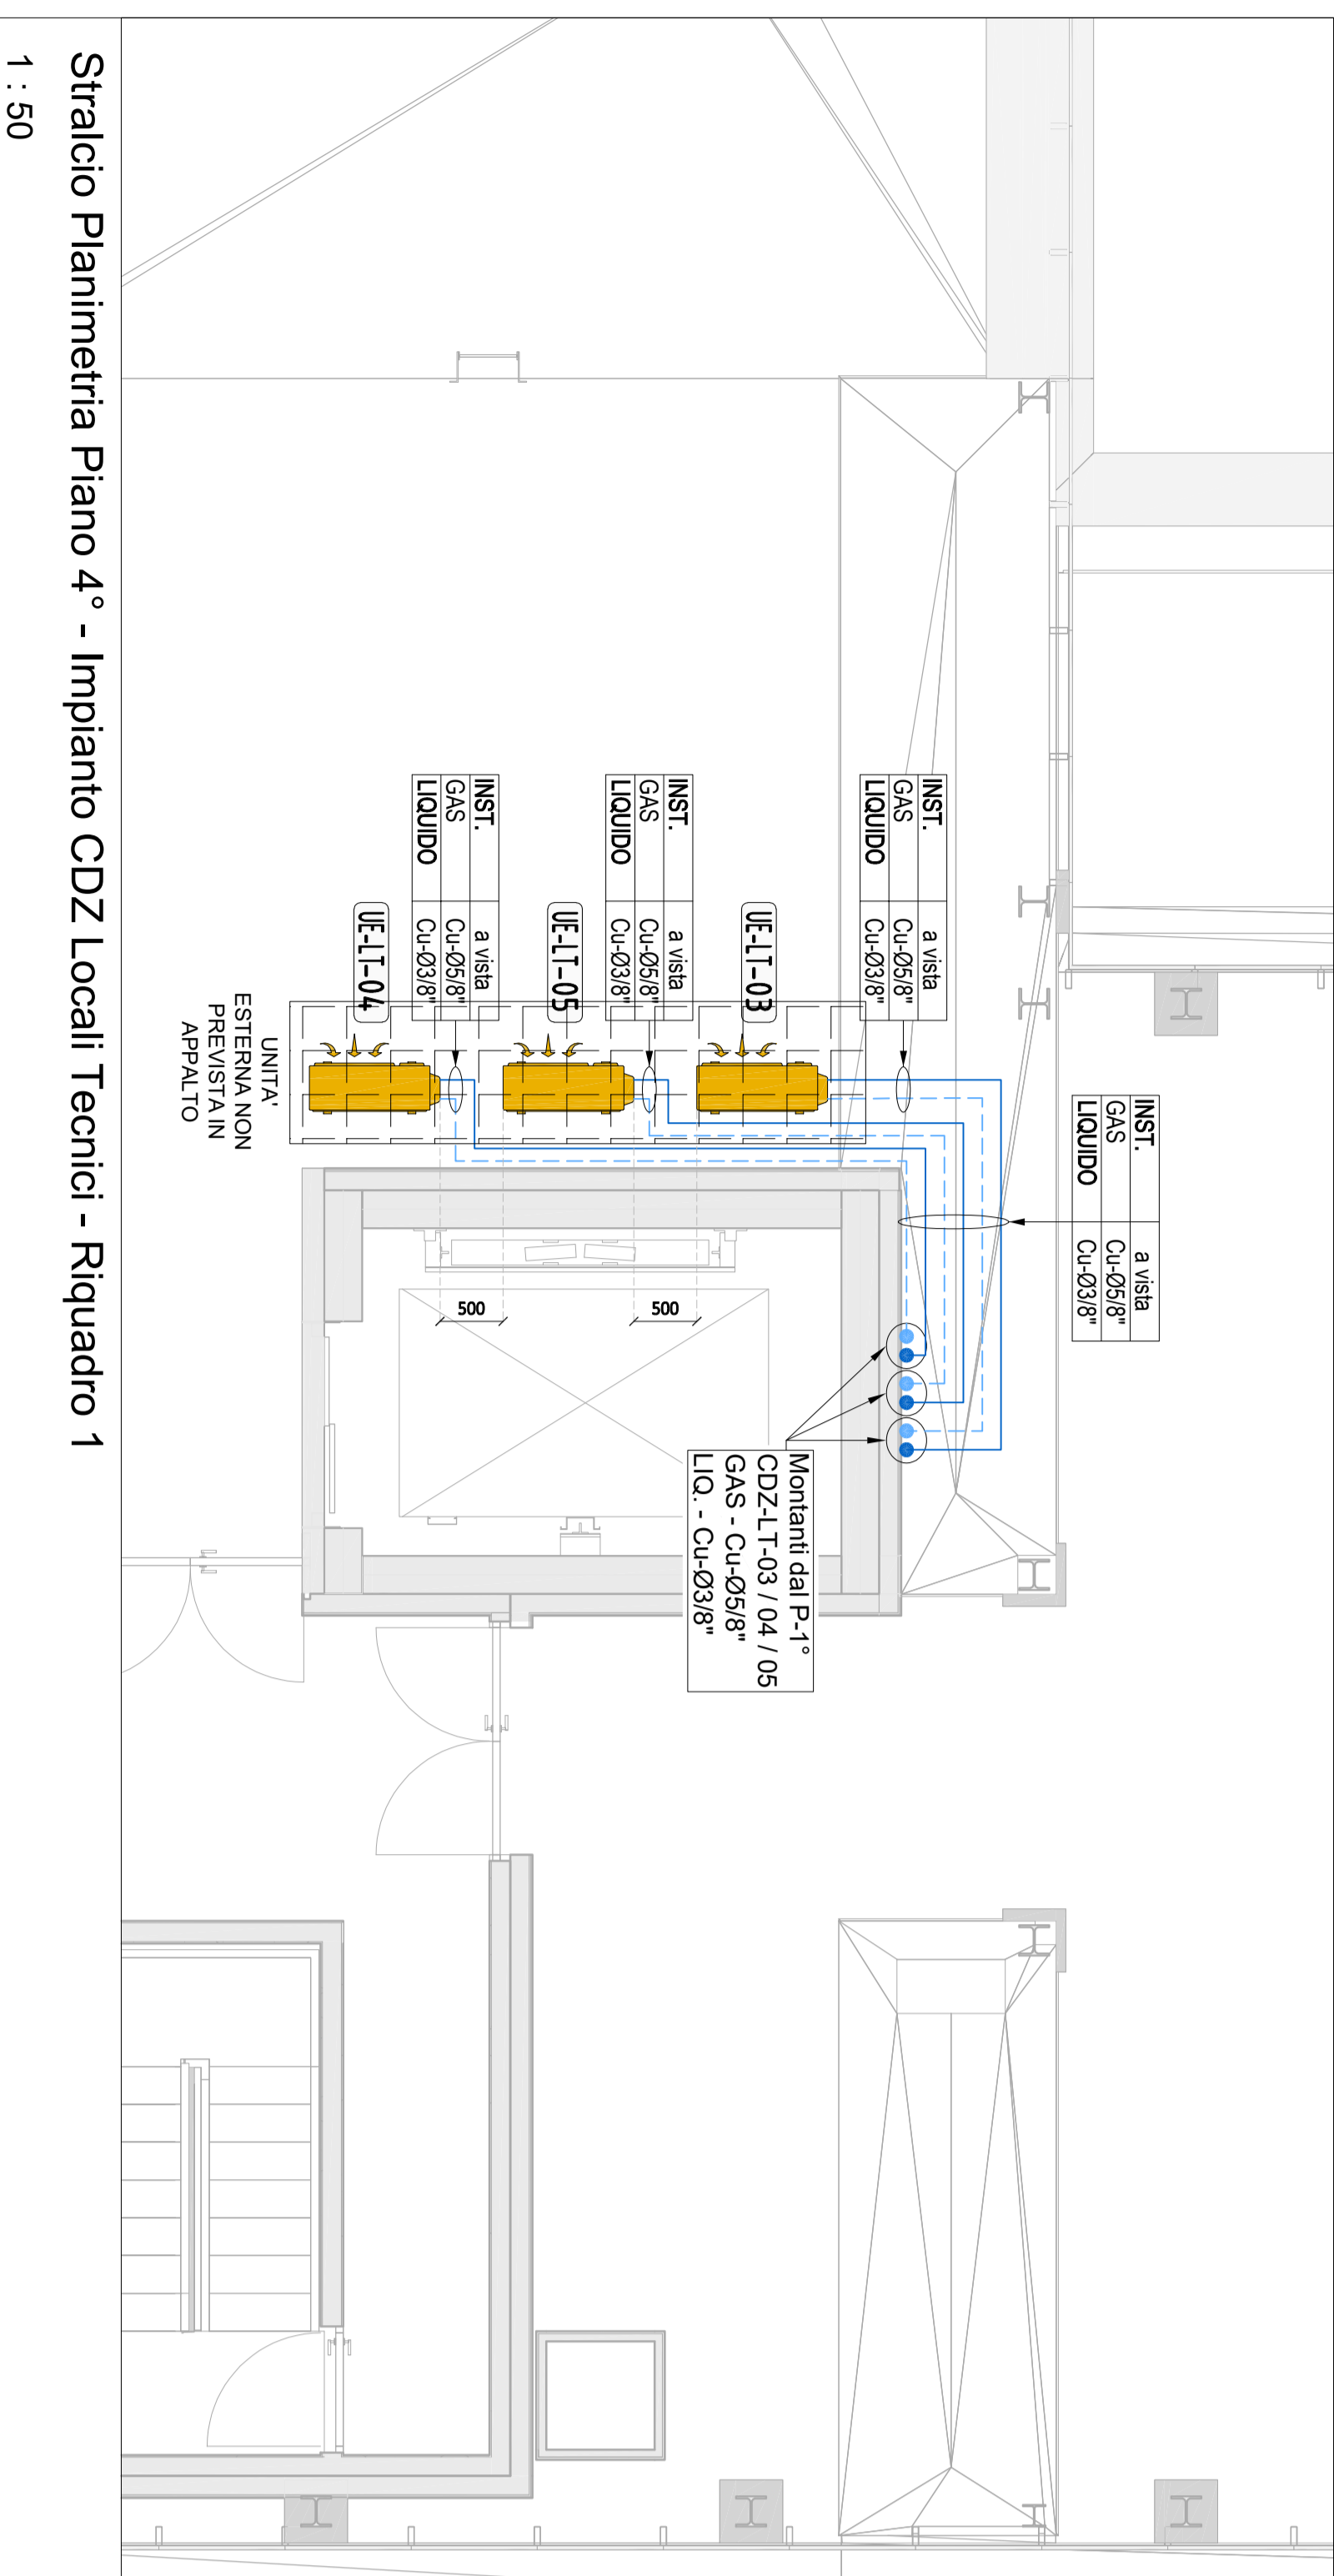 INST. a vista
GAS Cu-Ø5/8"
LIQUIDO Cu-Ø3/8"
INST. a vista
GAS Cu-Ø5/8"
LIQUIDO Cu-Ø3/8"
UE-LT-03
INST. a vista
GAS Cu-Ø5/8"
LIQUIDO Cu-Ø3/8"
UE-LT-05
INST. a vista
GAS Cu-Ø5/8"
LIQUIDO Cu-Ø3/8"
UE-LT-04
UNITA'
ESTERNA NON
PREVISTA IN
APPALTO
500
500
Montanti dal P-1°
CDZ-LT-03 / 04 / 05
GAS - Cu-Ø5/8"
LIQ. - Cu-Ø3/8"
Stralcio Planimetria Piano 4° - Impianto CDZ Locali Tecnici - Riquadro 1
1 : 50